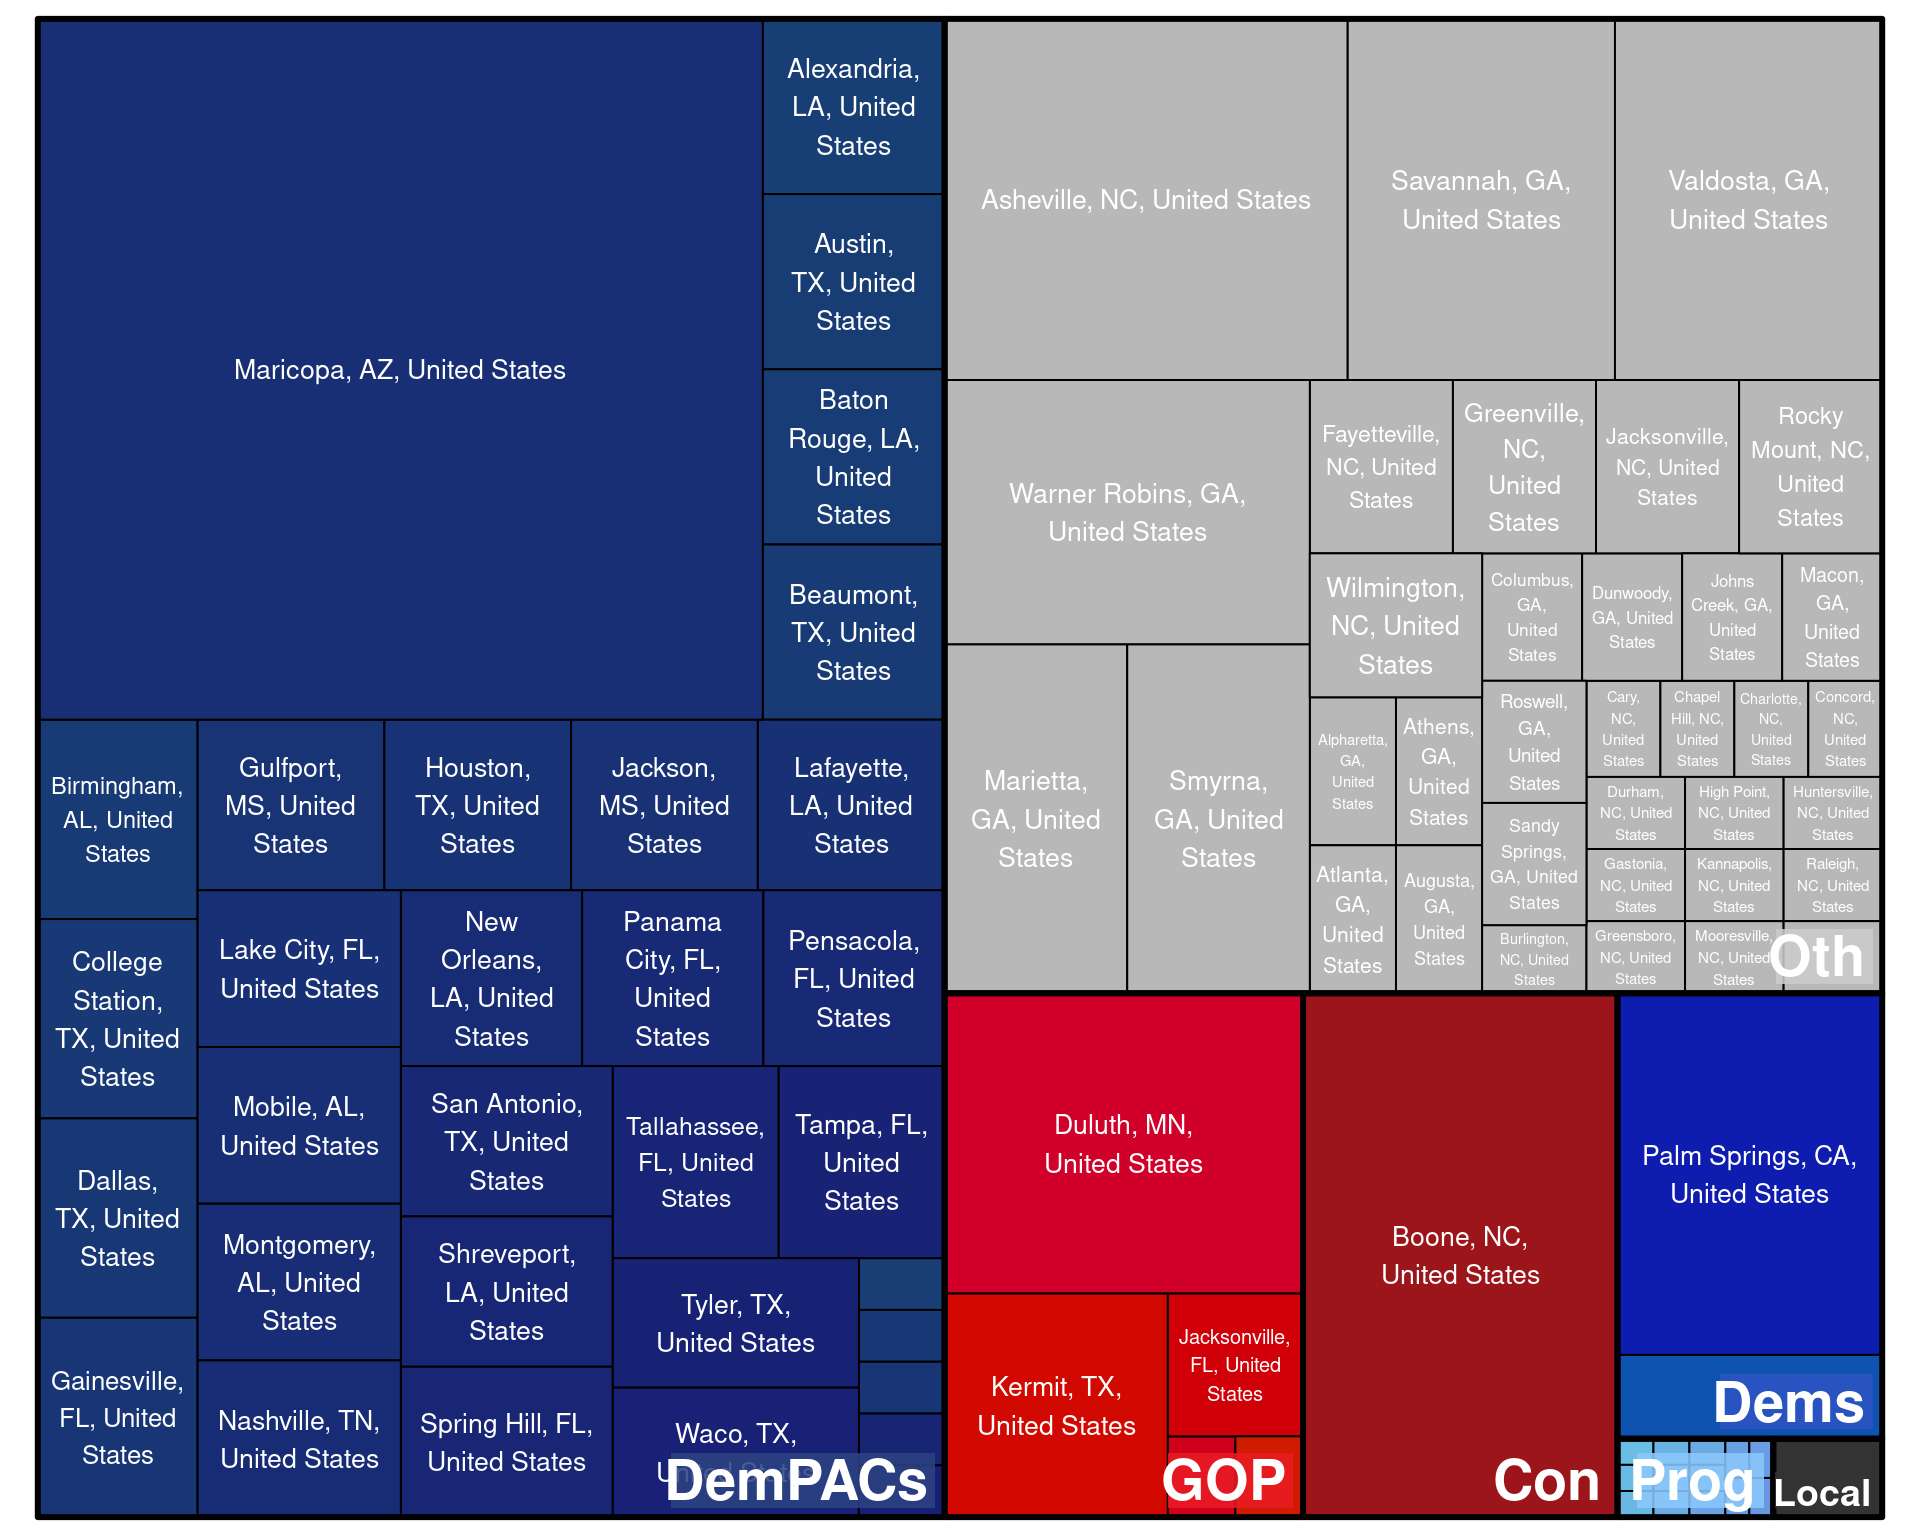 Maricopa, AZ, United States
Alexandria,
LA, United
States
Austin,
TX, United
States
Baton
Rouge, LA,
United
States
Beaumont,
TX, United
States
Birmingham,
AL, United
States
College
Station,
TX, United
States
Dallas,
TX, United
States
Gainesville,
FL, United
States
Gulfport,
MS, United
States
Houston,
TX, United
States
Jackson,
MS, United
States
Lafayette,
LA, United
States
Lake City, FL,
United States
Mobile, AL,
United States
Montgomery,
AL, United
States
Nashville, TN,
United States
New
Orleans,
LA, United
States
Panama
City, FL,
United
States
Pensacola,
FL, United
States
San Antonio,
TX, United
States
Shreveport,
LA, United
States
Spring Hill, FL,
United States
Tallahassee,
FL, United
States
Tampa, FL,
United
States
Tyler, TX,
United States
Waco, TX,
DemPACs
Asheville, NC, United States
Savannah, GA,
United States
Valdosta, GA,
United States
Warner Robins, GA,
United States
Marietta,
GA, United
States
Smyrna,
GA, United
States
Fayetteville,
NC, United
States
Greenville,
NC,
United
States
Jacksonville,
NC, United
States
Rocky
Mount, NC,
United
States
Wilmington,
NC, United
States
Alpharetta,
GA,
United
States
Athens,
GA,
United
States
Atlanta,
GA,
United
States
Augusta,
GA,
United
States
Columbus,
GA,
United
States
Dunwoody,
GA, United
States
Johns
Creek, GA,
United
States
Macon,
GA,
United
States
Roswell,
GA,
United
States
Sandy
Springs,
GA, United
States
Burlington,
NC, United
States
Cary,
NC,
United
States
Chapel
Hill, NC,
United
States
Charlotte,
NC,
United
States
Concord,
NC,
United
States
Durham,
NC, United
States
High Point,
NC, United
States
Huntersville,
NC, United
States
Gastonia,
NC, United
States
Kannapolis,
NC, United
States
Raleigh,
NC, United
States
Greensboro,
NC, United
States
Mooresville,
NC, United
States
Oth
Duluth, MN,
United States
Kermit, TX,
United States
Jacksonville,
FL, United
States
GOP
Boone, NC,
United States
Con
Palm Springs, CA,
United States
Dems
Prog
Local